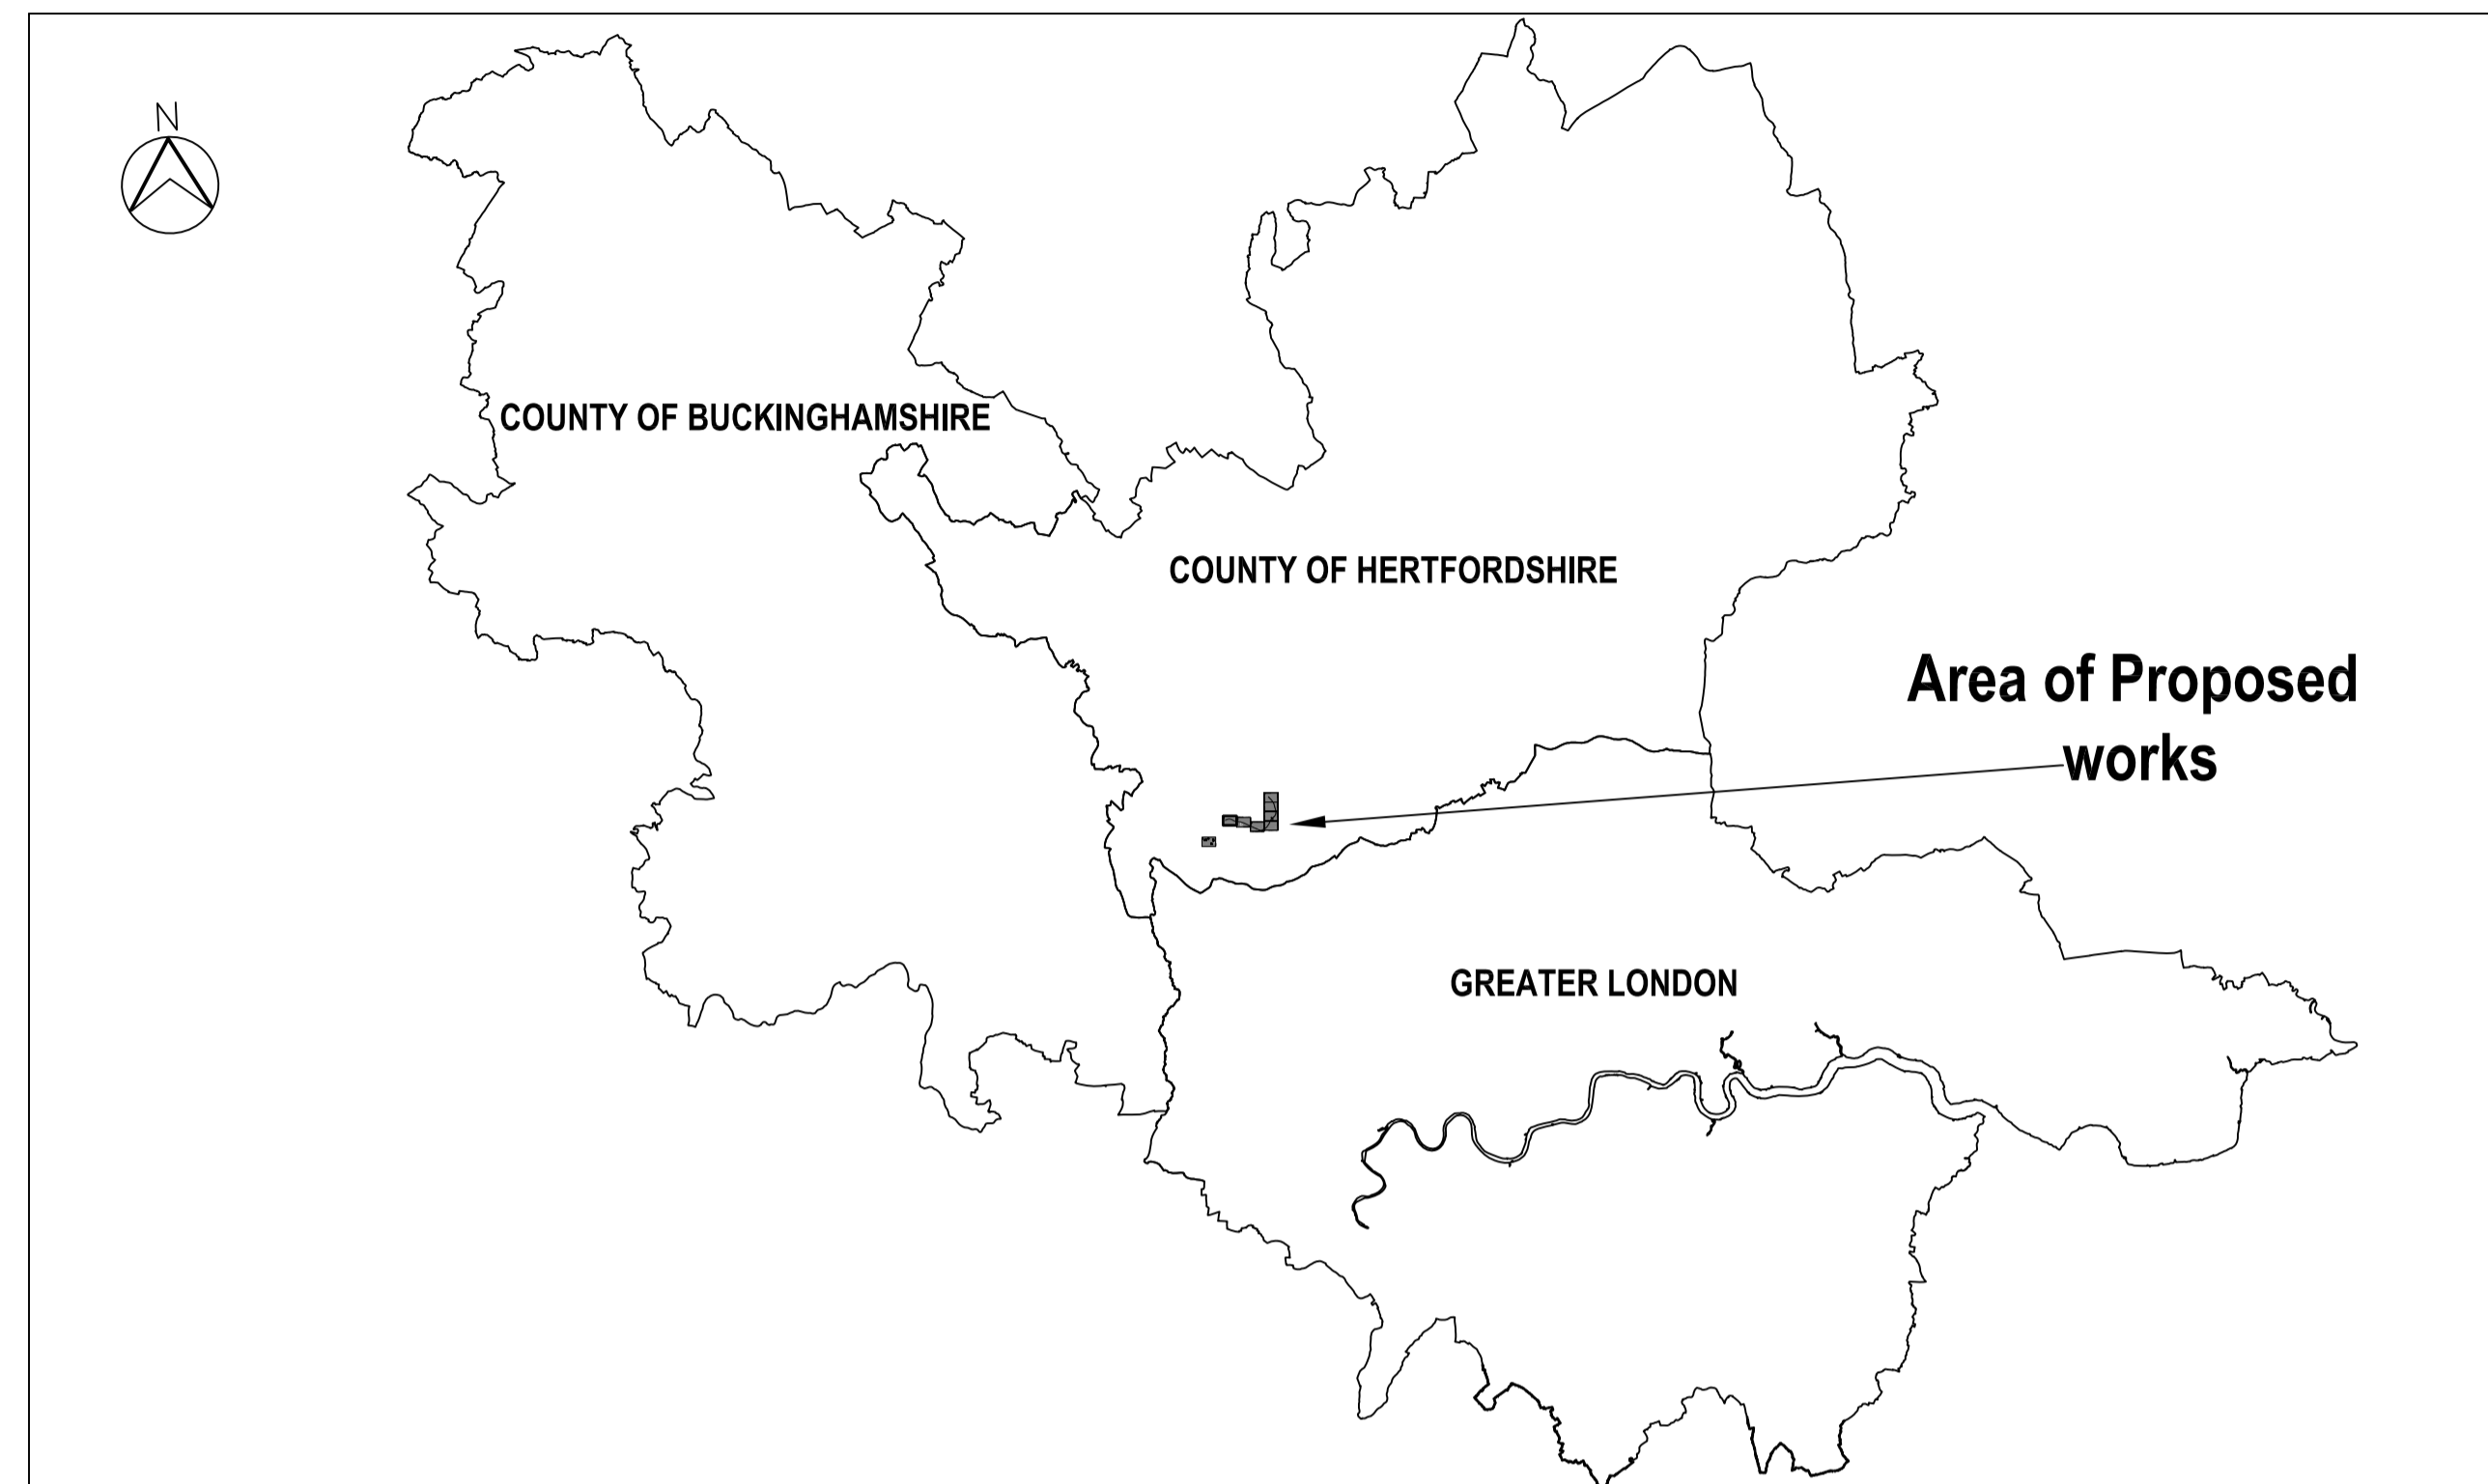 N
COUNTY OF BUCKINGHAMSHIRE
COUNTY OF HERTFORDSHIRE
Area of Proposed
works
GREATER LONDON